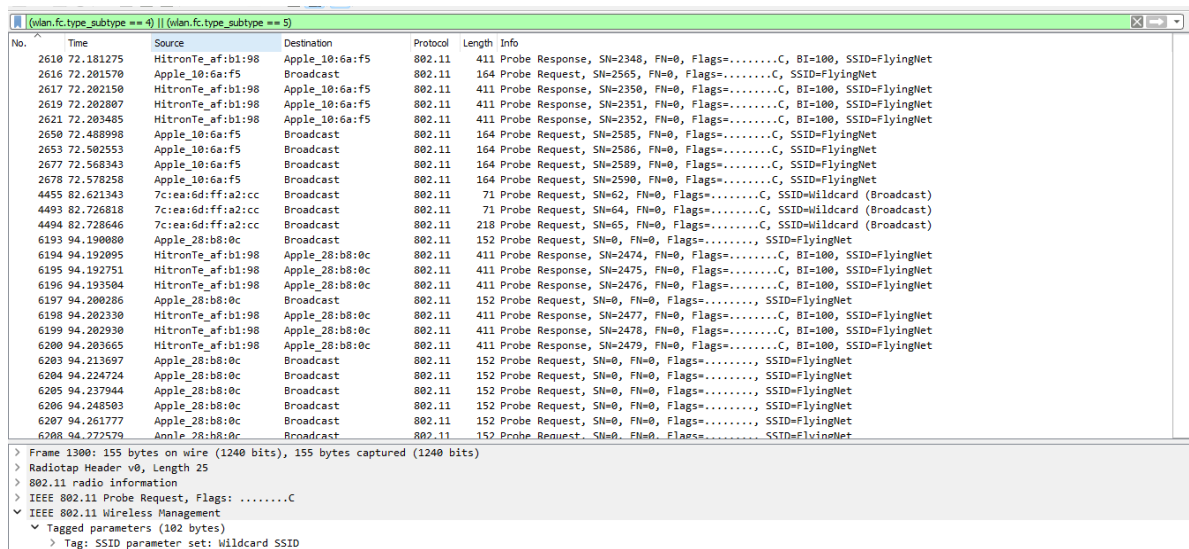 (wlan.fc.type_subtype == 4) || (wlan.fc.type_subtype == 5)
No. Time Source Destination Protocol Length Info
2610 72.181275 HitronTe_af:b1:98 Apple_10:6a:f5 802.11 411 Probe Response, SN=2348, FN=0, Flags=........C, BI=100, SSID=FlyingNet
2616 72.201570 Apple_10:6a:f5 Broadcast 802.11 164 Probe Request, SN=2565, FN=0, Flags=........C, SSID=FlyingNet
2617 72.202150 HitronTe_af:b1:98 Apple_10:6a:f5 802.11 411 Probe Response, SN=2350, FN=0, Flags=........C, BI=100, SSID=FlyingNet
2619 72.202807 HitronTe_af:b1:98 Apple_10:6a:f5 802.11 411 Probe Response, SN=2351, FN=0, Flags=........C, BI=100, SSID=FlyingNet
2621 72.203485 HitronTe_af:b1:98 Apple_10:6a:f5 802.11 411 Probe Response, SN=2352, FN=0, Flags=........C, BI=100, SSID=FlyingNet
2650 72.488998 Apple_10:6a:f5 Broadcast 802.11 164 Probe Request, SN=2585, FN=0, Flags=........C, SSID=FlyingNet
2653 72.502553 Apple_10:6a:f5 Broadcast 802.11 164 Probe Request, SN=2586, FN=0, Flags=........C, SSID=FlyingNet
2677 72.568343 Apple_10:6a:f5 Broadcast 802.11 164 Probe Request, SN=2589, FN=0, Flags=........C, SSID=FlyingNet
2678 72.578258 Apple_10:6a:f5 Broadcast 802.11 164 Probe Request, SN=2590, FN=0, Flags=........C, SSID=FlyingNet
4455 82.621343 7c:ea:6d:ff:a2:cc Broadcast 802.11 71 Probe Request, SN=62, FN=0, Flags=........C, SSID=Wildcard (Broadcast)
4493 82.726818 7c:ea:6d:ff:a2:cc Broadcast 802.11 71 Probe Request, SN=64, FN=0, Flags=........C, SSID=Wildcard (Broadcast)
4494 82.728646 7c:ea:6d:ff:a2:cc Broadcast 802.11 218 Probe Request, SN=65, FN=0, Flags=........C, SSID=Wildcard (Broadcast)
6193 94.190080 Apple_28:b8:0c Broadcast 802.11 152 Probe Request, SN=0, FN=0, Flags=........, SSID=FlyingNet
6194 94.192095 HitronTe_af:b1:98 Apple_28:b8:0c 802.11 411 Probe Response, SN=2474, FN=0, Flags=........C, BI=100, SSID=FlyingNet
6195 94.192751 HitronTe_af:b1:98 Apple_28:b8:0c 802.11 411 Probe Response, SN=2475, FN=0, Flags=........C, BI=100, SSID=FlyingNet
6196 94.193504 HitronTe_af:b1:98 Apple_28:b8:0c 802.11 411 Probe Response, SN=2476, FN=0, Flags=........C, BI=100, SSID=FlyingNet
6197 94.200286 Apple_28:b8:0c Broadcast 802.11 152 Probe Request, SN=0, FN=0, Flags=........, SSID=FlyingNet
6198 94.202330 HitronTe_af:b1:98 Apple_28:b8:0c 802.11 411 Probe Response, SN=2477, FN=0, Flags=........C, BI=100, SSID=FlyingNet
6199 94.202930 HitronTe_af:b1:98 Apple_28:b8:0c 802.11 411 Probe Response, SN=2478, FN=0, Flags=........C, BI=100, SSID=FlyingNet
6200 94.203665 HitronTe_af:b1:98 Apple_28:b8:0c 802.11 411 Probe Response, SN=2479, FN=0, Flags=........C, BI=100, SSID=FlyingNet
6203 94.213697 Apple_28:b8:0c Broadcast 802.11 152 Probe Request, SN=0, FN=0, Flags=........, SSID=FlyingNet
6204 94.224724 Apple_28:b8:0c Broadcast 802.11 152 Probe Request, SN=0, FN=0, Flags=........, SSID=FlyingNet
6205 94.237944 Apple_28:b8:0c Broadcast 802.11 152 Probe Request, SN=0, FN=0, Flags=........, SSID=FlyingNet
6206 94.248503 Apple_28:b8:0c Broadcast 802.11 152 Probe Request, SN=0, FN=0, Flags=........, SSID=FlyingNet
6207 94.261777 Apple_28:b8:0c Broadcast 802.11 152 Probe Request, SN=0, FN=0, Flags=........, SSID=FlyingNet
6208 94.272579 Apple_28:b8:0c Broadcast 802.11 152 Probe Request, SN=0, FN=0, Flags=........, SSID=FlyingNet
Frame 1300: 155 bytes on wire (1240 bits), 155 bytes captured (1240 bits)
Radiotap Header v0, Length 25
802.11 radio information
IEEE 802.11 Probe Request, Flags: ........C
IEEE 802.11 Wireless Management
Tagged parameters (102 bytes)
Tag: SSID parameter set: Wildcard SSID